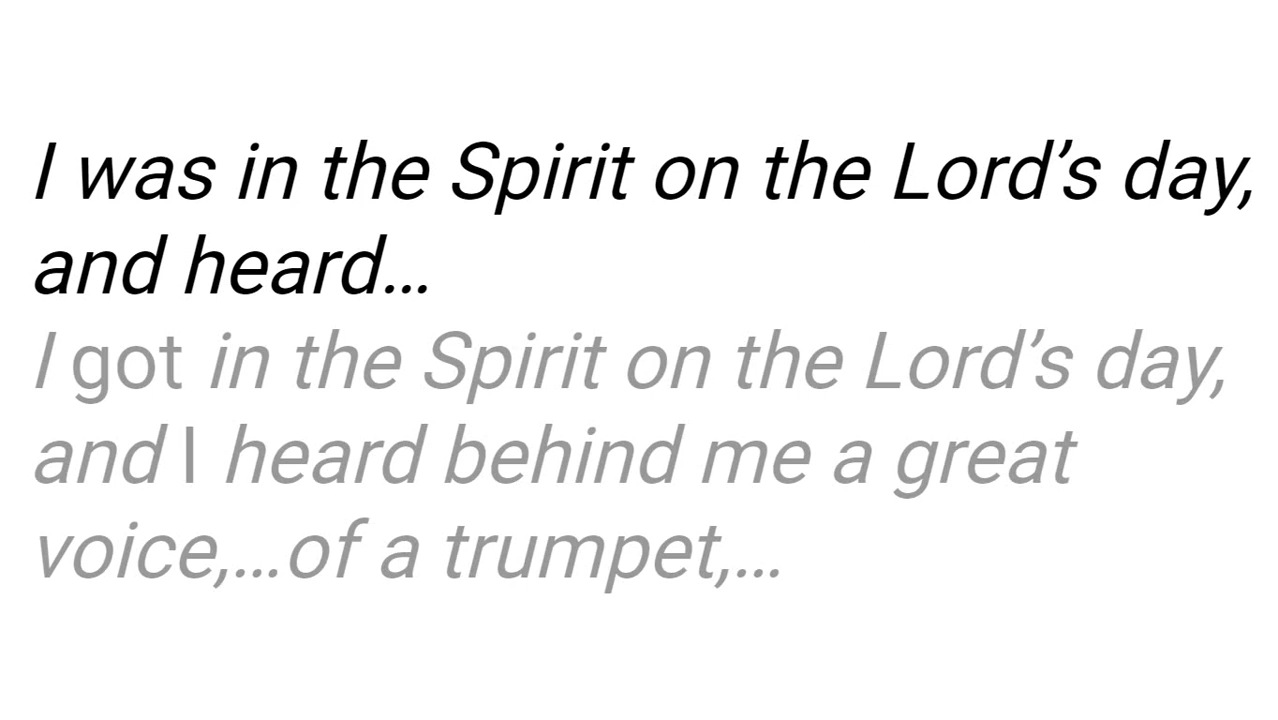 I was in the Spirit on the Lord’s day,
and heard…
I got in the Spirit on the Lord’s day,
and I heard behind me a great
voice,…of a trumpet,…